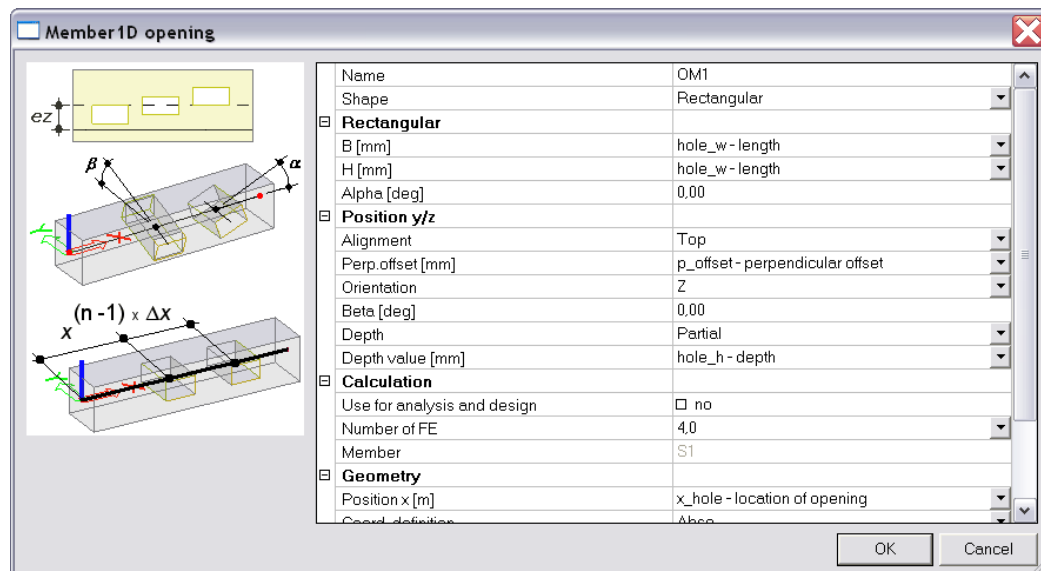 Member1D opening
ez
β α
Y X
(n -1) x Δx
x
Y X
Name OM1
Shape Rectangular
Rectangular
B [mm] hole_w - length
H [mm] hole_w - length
Alpha [deg] 0,00
Position y/z
Alignment Top
Perp.offset [mm] p_offset - perpendicular offset
Orientation Z
Beta [deg] 0,00
Depth Partial
Depth value [mm] hole_h - depth
Calculation
Use for analysis and design no
Number of FE 4,0
Member S1
Geometry
Position x [m] x_hole - location of opening
Coord. definition Abso
OK Cancel